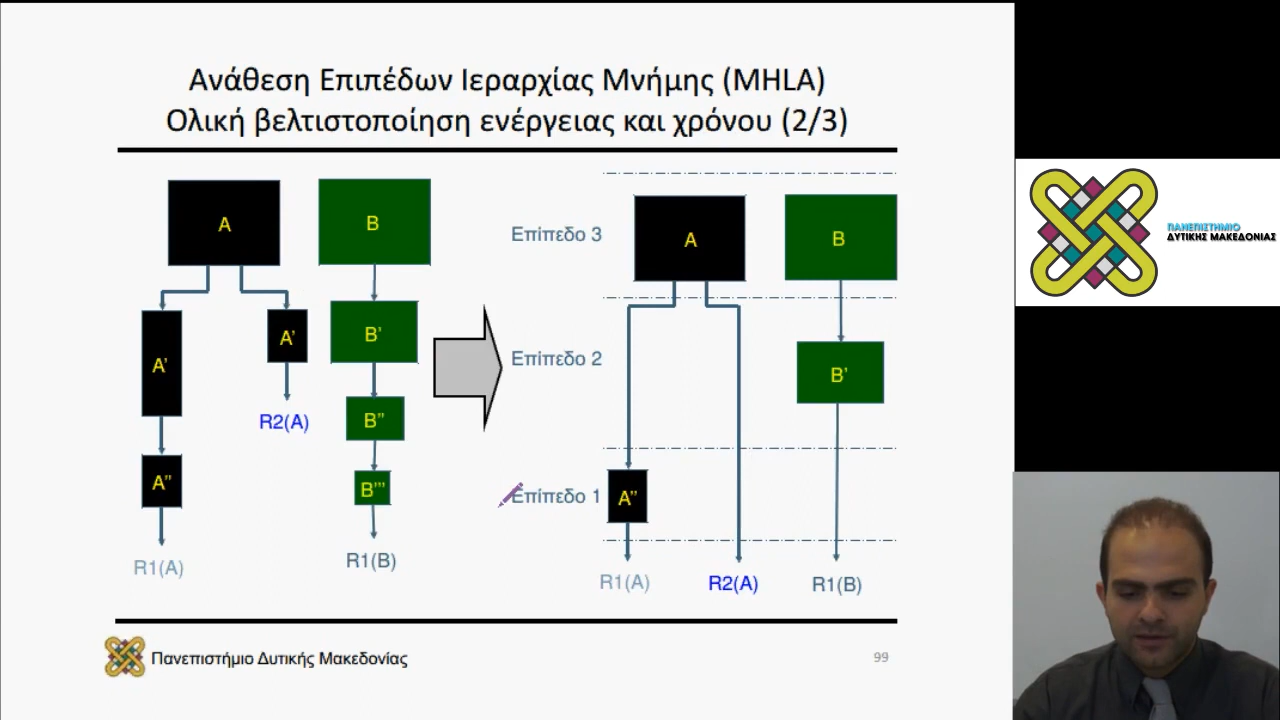 Ανάθεση Επιπέδων Ιεραρχίας Μνήμης (MHLA)
Ολική βελτιστοποίηση ενέργειας και χρόνου (2/3)
A
B
A'
A'
B'
R2(A)
B''
A''
B'''
R1(A)
R1(B)
Επίπεδο 3
A
B
Επίπεδο 2
B'
Επίπεδο 1
A''
R1(A)
R2(A)
R1(B)
Πανεπιστήμιο Δυτικής Μακεδονίας
99
ΠΑΝΕΠΙΣΤΗΜΙΟ
ΔΥΤΙΚΗΣ ΜΑΚΕΔΟΝΙΑΣ